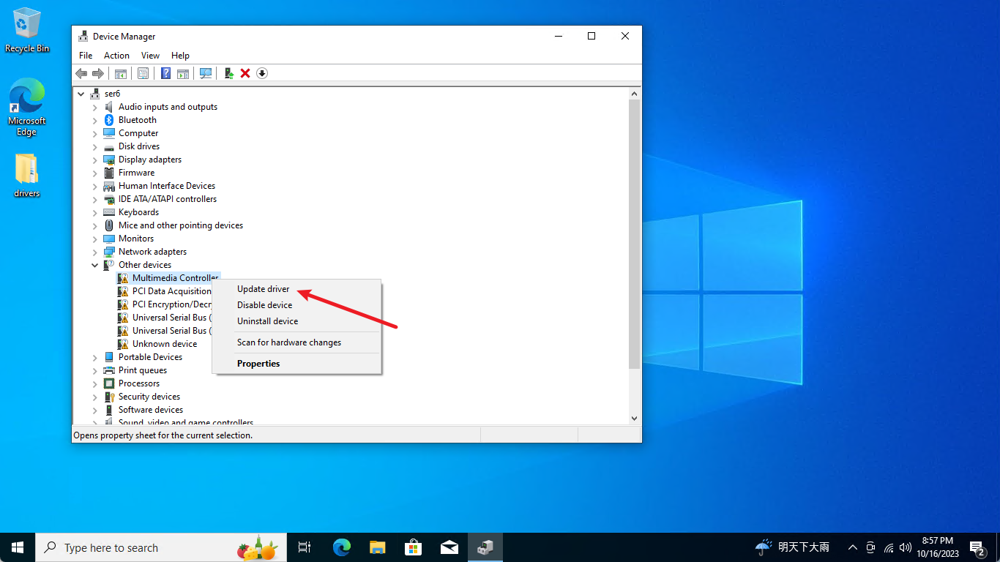 Recycle Bin
Microsoft
Edge
drivers
Device Manager
File Action View Help
ser6
Audio inputs and outputs
Bluetooth
Computer
Disk drives
Display adapters
Firmware
Human Interface Devices
IDE ATA/ATAPI controllers
Keyboards
Mice and other pointing devices
Monitors
Network adapters
Other devices
Multimedia Controller
PCI Data Acquisition
PCI Encryption/Decry
Universal Serial Bus (
Universal Serial Bus (
Unknown device
Portable Devices
Print queues
Processors
Security devices
Software devices
Sound, video and game controllers
Update driver
Disable device
Uninstall device
Scan for hardware changes
Properties
Opens property sheet for the current selection.
Type here to search
明天下大雨
8:57 PM
10/16/2023
2